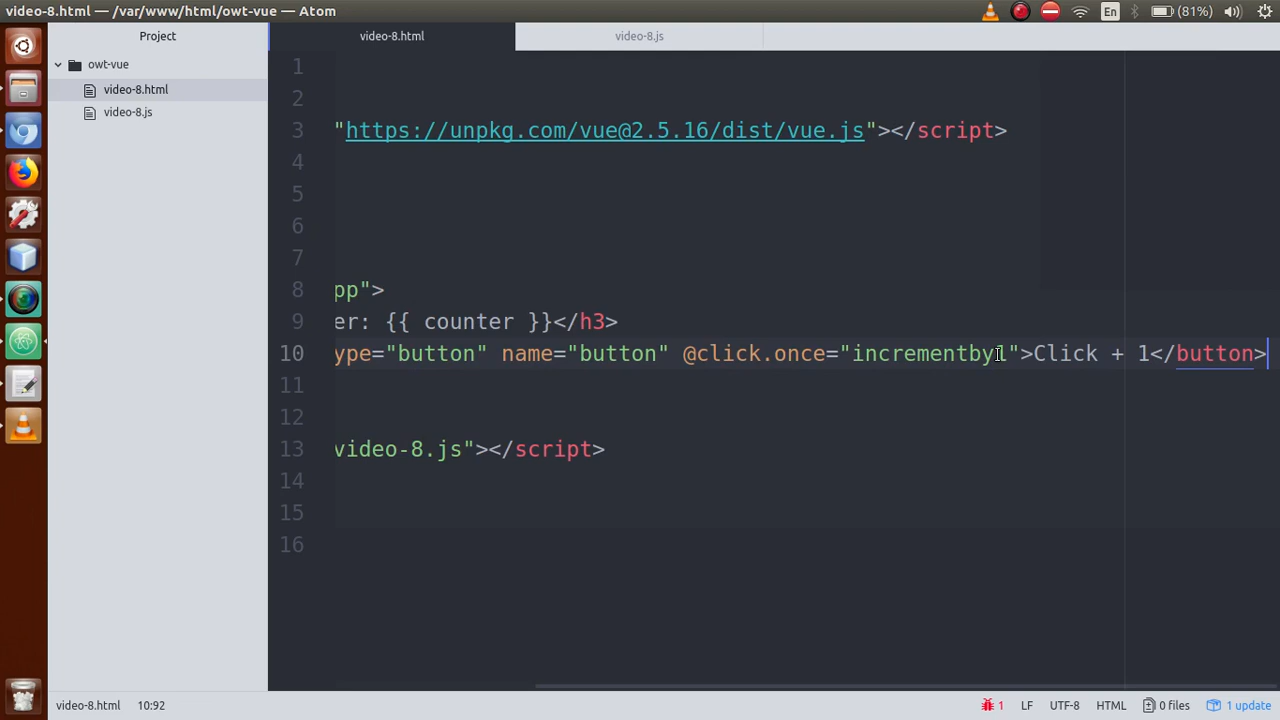 video-8.html — /var/www/html/owt-vue — Atom
En
(81%)
Project
video-8.html
video-8.js
owt-vue
video-8.html
video-8.js
1
2
3 "https://unpkg.com/vue@2.5.16/dist/vue.js"></script>
4
5
6
7
8 pp">
9 er: {{ counter }}</h3>
10 ype="button" name="button" @click.once="incrementby1">Click + 1</button>
11
12
13 video-8.js"></script>
14
15
16
video-8.html 10:92
1 LF UTF-8 HTML 0 files 1 update